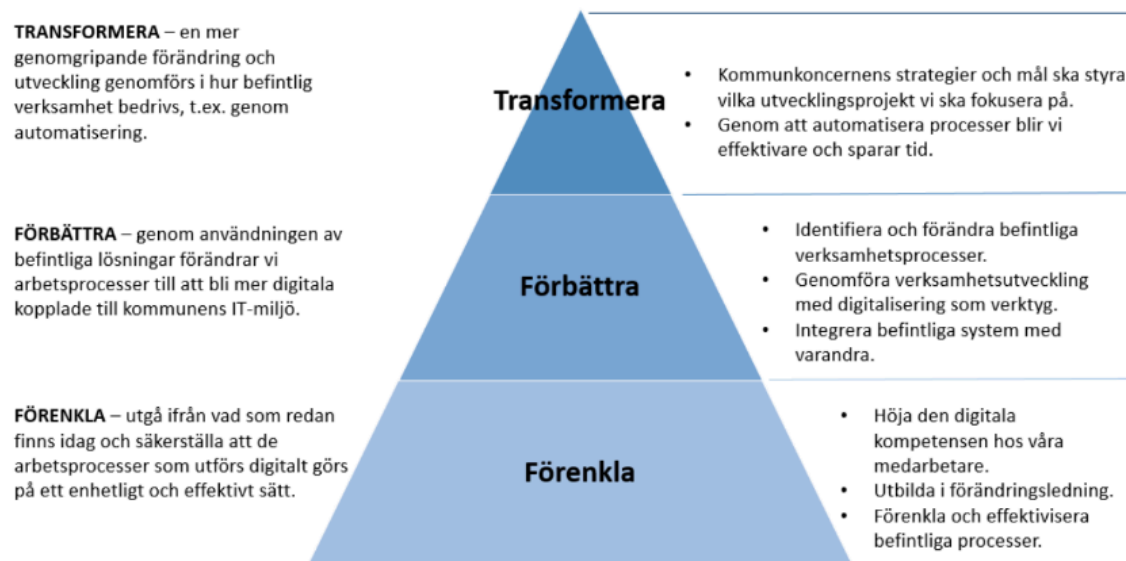 TRANSFORMERA – en mer
genomgripande förändring och
utveckling genomförs i hur befintlig
verksamhet bedrivs, t.ex. genom
automatisering.
Transformera
• Kommunkoncernens strategier och mål ska styra
vilka utvecklingsprojekt vi ska fokusera på.
• Genom att automatisera processer blir vi
effektivare och sparar tid.
FÖRBÄTTRA – genom användningen av
befintliga lösningar förändrar vi
arbetsprocesser till att bli mer digitala
kopplade till kommunens IT-miljö.
Förbättra
• Identifiera och förändra befintliga
verksamhetsprocesser.
• Genomföra verksamhetsutveckling
med digitalisering som verktyg.
• Integrera befintliga system med
varandra.
FÖRENKLA – utgå ifrån vad som redan
finns idag och säkerställa att de
arbetsprocesser som utförs digitalt görs
på ett enhetligt och effektivt sätt.
Förenkla
• Höja den digitala
kompetensen hos våra
medarbetare.
• Utbilda i förändringsledning.
• Förenkla och effektivisera
befintliga processer.